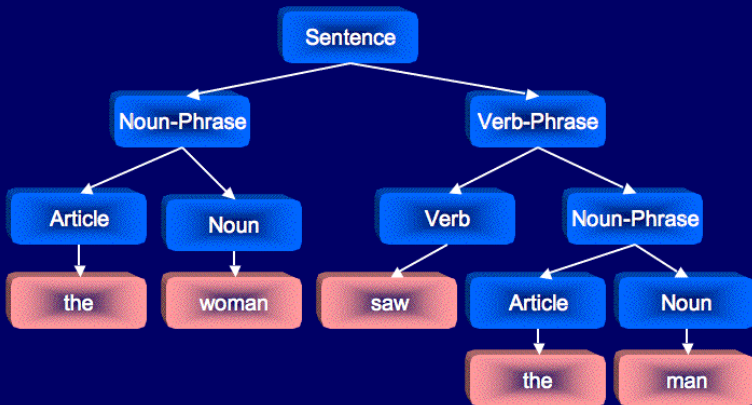 Sentence
Noun-Phrase Verb-Phrase
Article Noun Verb Noun-Phrase
the woman saw Article Noun
the man